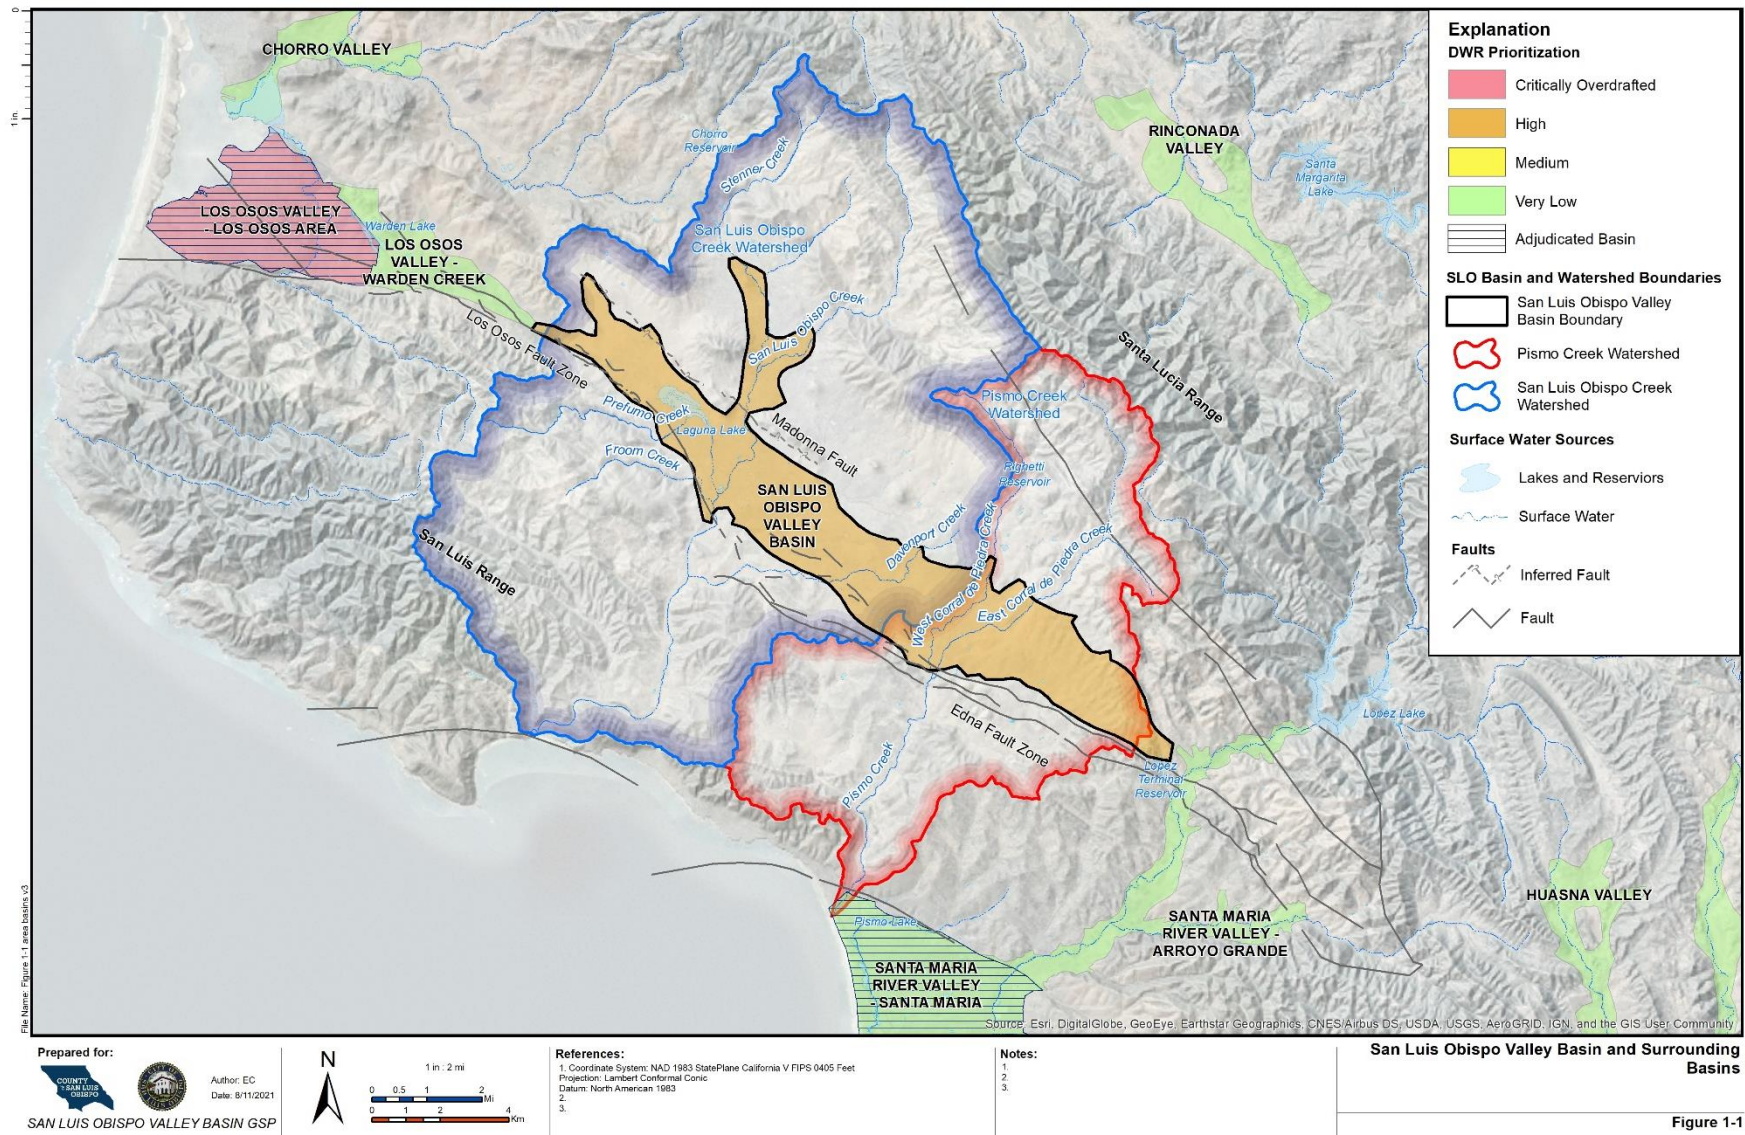 CHORRO VALLEY
Chorro
Reservoir
Stenner Creek
RINCONADA
VALLEY
Santa
Margarita
Lake
LOS OSOS VALLEY
- LOS OSOS AREA
Warden Lake
LOS OSOS
VALLEY -
WARDEN CREEK
San Luis Obispo
Creek Watershed
Los Osos Fault Zone
San Luis Obispo Creek
Santa Lucia Range
Prefumo Creek
Laguna Lake
Froom Creek
Madonna Fault
Pismo Creek
Watershed
Righetti
Reservoir
SAN LUIS
OBISPO
VALLEY
BASIN
Davenport Creek
West Corral de Piedra Creek
East Corral de Piedra Creek
San Luis Range
Edna Fault Zone
Pismo Creek
Lopez Lake
Lopez
Terminal
Reservoir
Pismo Lake
SANTA MARIA
RIVER VALLEY
- SANTA MARIA
SANTA MARIA
RIVER VALLEY -
ARROYO GRANDE
HUASNA VALLEY
Source: Esri, DigitalGlobe, GeoEye, Earthstar Geographics, CNES/Airbus DS, USDA, USGS, AeroGRID, IGN, and the GIS User Community
Explanation
DWR Prioritization
Critically Overdrafted
High
Medium
Very Low
Adjudicated Basin
SLO Basin and Watershed Boundaries
San Luis Obispo Valley
Basin Boundary
Pismo Creek Watershed
San Luis Obispo Creek
Watershed
Surface Water Sources
Lakes and Reserviors
Surface Water
Faults
Inferred Fault
Fault
0
1 in.
File Name: Figure 1-1 area basins v3
Prepared for:
COUNTY
OF SAN LUIS
OBISPO
Author: EC
Date: 8/11/2021
SAN LUIS OBISPO VALLEY BASIN GSP
N
1 in : 2 mi
0 0.5 1 2
Mi
0 1 2 4
Km
References:
1. Coordinate System: NAD 1983 StatePlane California V FIPS 0405 Feet
Projection: Lambert Conformal Conic
Datum: North American 1983
2.
3.
Notes:
1.
2.
3.
San Luis Obispo Valley Basin and Surrounding
Basins
Figure 1-1